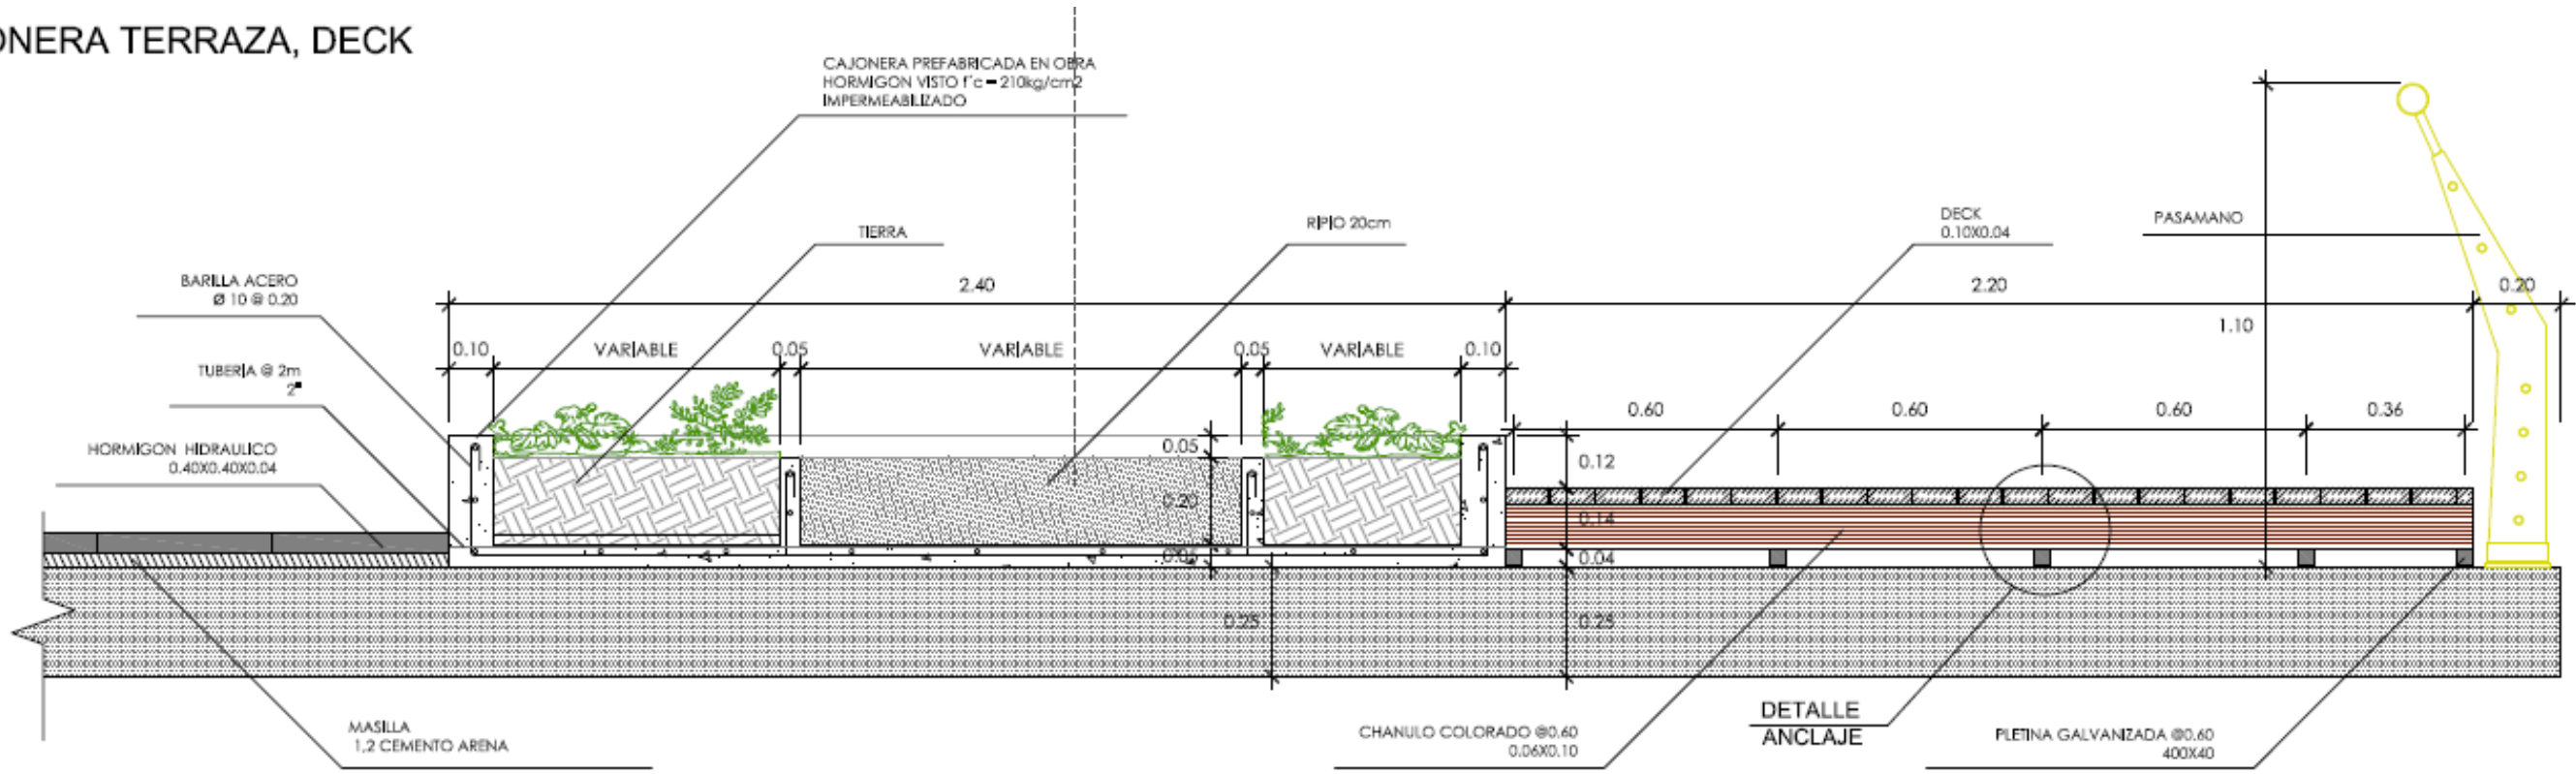 ONERA TERRAZA, DECK
CAJONERA PREFABRICADA EN OBRA
HORMIGON VISTO f´c = 210kg/cm2
IMPERMEABILIZADO
TIERRA
RIPIO 20cm
DECK
0.10X0.04
PASAMANO
BARILLA ACERO
Ø 10 @ 0.20
2.40
2.20
0.20
1.10
TUBERIA @ 2m
2"
0.10
VARIABLE
0.05
VARIABLE
0.05
VARIABLE
0.10
0.60
0.60
0.60
0.36
HORMIGON HIDRAULICO
0.40X0.40X0.04
0.05
0.12
0.20
0.14
0.05
0.04
0.25
0.25
MASILLA
1,2 CEMENTO ARENA
CHANULO COLORADO @0.60
0.06X0.10
DETALLE
ANCLAJE
PLETINA GALVANIZADA @0.60
400X40